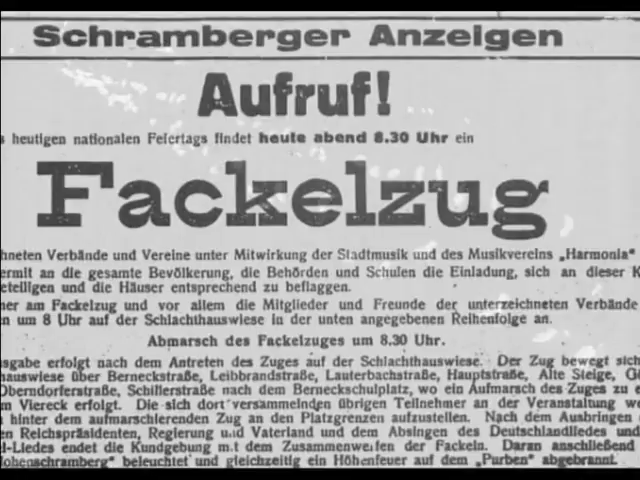 Schramberger Anzeigen
Aufruf!
s heutigen nationalen Feiertags findet heute abend 8.30 Uhr ein
Fackelzug
hneten Verbände und Vereine unter Mitwirkung der Stadtmusik und des Musikvereins „Harmonia“
ermit an die gesamte Bevölkerung, die Behörden und Schulen die Einladung, sich an dieser K
eteiligen und die Häuser entsprechend zu beflaggen.
er am Fackelzug und vor allem die Mitglieder und Freunde der unterzeichneten Verbände
n um 8 Uhr auf der Schlachthauswiese in der unten angegebenen Reihenfolge an.
Abmarsch des Fackelzuges um 8.30 Uhr.
sgabe erfolgt nach dem Antreten des Zuges auf der Schlachthauswiese. Der Zug bewegt sich
hauswiese über Berneckstraße, Leibbrandstraße, Lauterbachstraße, Hauptstraße, Alte Steige, Gö
Oberndorferstraße, Schillerstraße nach dem Berneckschulplatz, wo ein Aufmarsch des Zuges zu e
m Viereck erfolgt. Die sich dort versammelnden übrigen Teilnehmer an der Veranstaltung we
hinter dem aufmarschierenden Zug an den Platzgrenzen aufzustellen. Nach dem Ausbringen
en Reichspräsidenten, Regierung und Vaterland und dem Absingen des Deutschlandliedes und
l-Liedes endet die Kundgebung mit dem Zusammenwerfen der Fackeln. Daran anschließend
ohenschramberg“ beleuchtet und gleichzeitig ein Höhenfeuer auf dem „Purben“ abgebrannt.